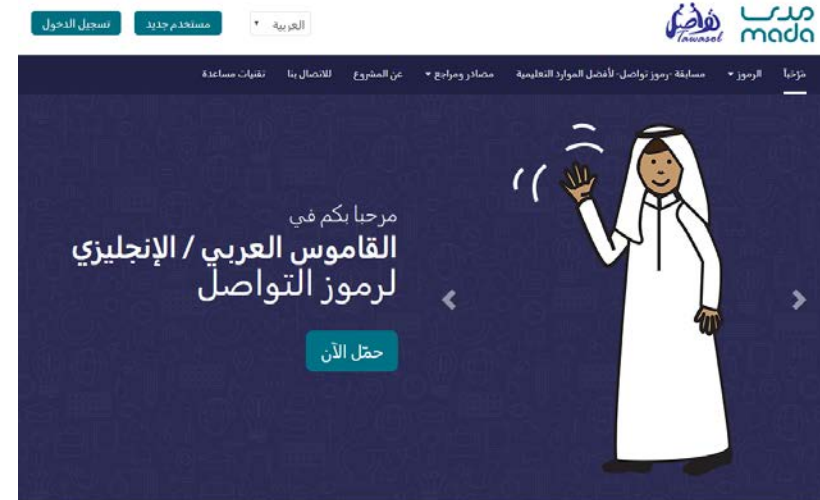 مدى
mada
تواصل
Tawasol
العربية
مستخدم جديد
تسجيل الدخول
مَرْحَباً
الرموز
مسابقة -رموز تواصل- لأفضل الموارد التعليمية
مصادر ومراجع
عن المشروع
للاتصال بنا
تقنيات مساعدة
مرحبا بكم في
القاموس العربي / الإنجليزي
لرموز التواصل
حمّل الآن